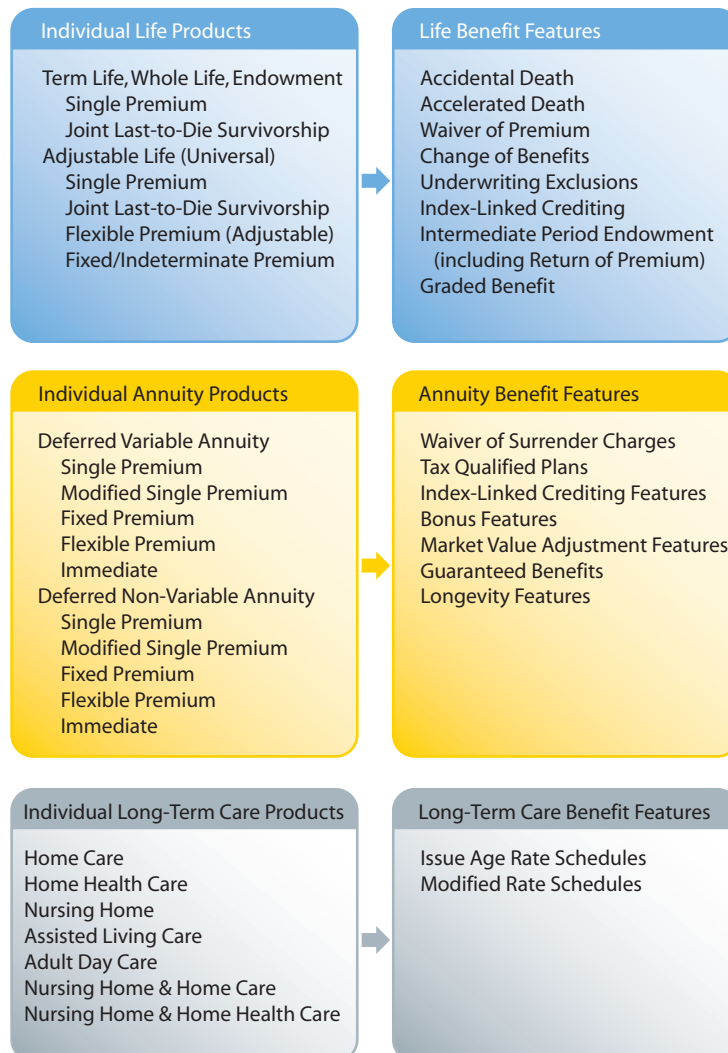 Individual Life Products
Term Life, Whole Life, Endowment
Single Premium
Joint Last-to-Die Survivorship
Adjustable Life (Universal)
Single Premium
Joint Last-to-Die Survivorship
Flexible Premium (Adjustable)
Fixed/Indeterminate Premium
Life Benefit Features
Accidental Death
Accelerated Death
Waiver of Premium
Change of Benefits
Underwriting Exclusions
Index-Linked Crediting
Intermediate Period Endowment
(including Return of Premium)
Graded Benefit
Individual Annuity Products
Deferred Variable Annuity
Single Premium
Modified Single Premium
Fixed Premium
Flexible Premium
Immediate
Deferred Non-Variable Annuity
Single Premium
Modified Single Premium
Fixed Premium
Flexible Premium
Immediate
Annuity Benefit Features
Waiver of Surrender Charges
Tax Qualified Plans
Index-Linked Crediting Features
Bonus Features
Market Value Adjustment Features
Guaranteed Benefits
Longevity Features
Individual Long-Term Care Products
Home Care
Home Health Care
Nursing Home
Assisted Living Care
Adult Day Care
Nursing Home & Home Care
Nursing Home & Home Health Care
Long-Term Care Benefit Features
Issue Age Rate Schedules
Modified Rate Schedules